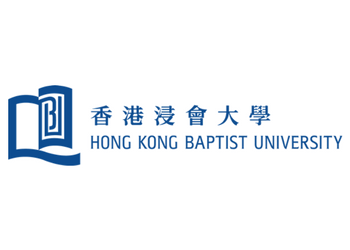 香港浸會大學
HONG KONG BAPTIST UNIVERSITY